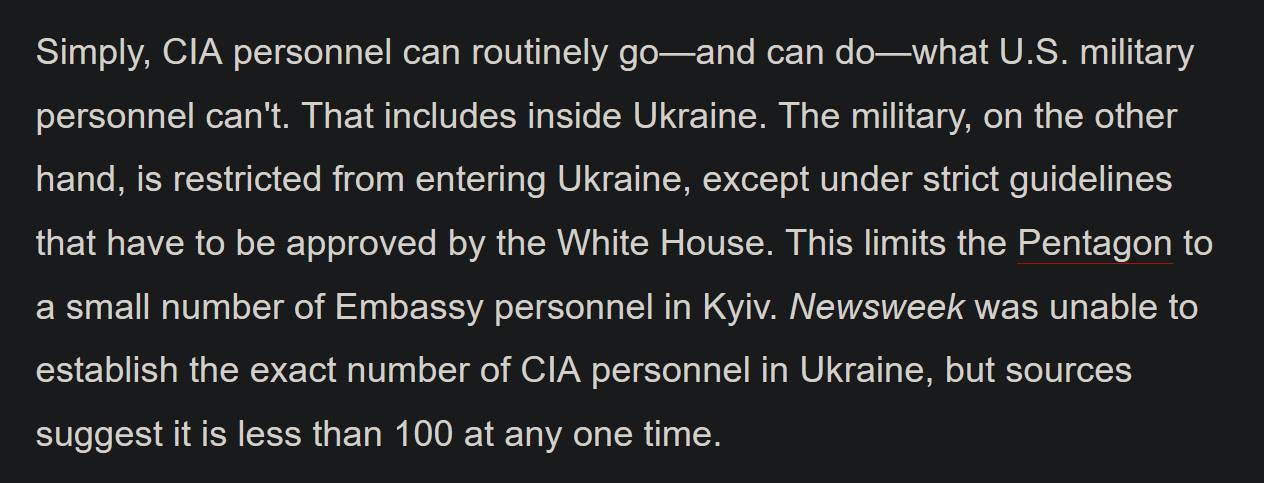 Simply, CIA personnel can routinely go—and can do—what U.S. military
personnel can't. That includes inside Ukraine. The military, on the other
hand, is restricted from entering Ukraine, except under strict guidelines
that have to be approved by the White House. This limits the Pentagon to
a small number of Embassy personnel in Kyiv. Newsweek was unable to
establish the exact number of CIA personnel in Ukraine, but sources
suggest it is less than 100 at any one time.